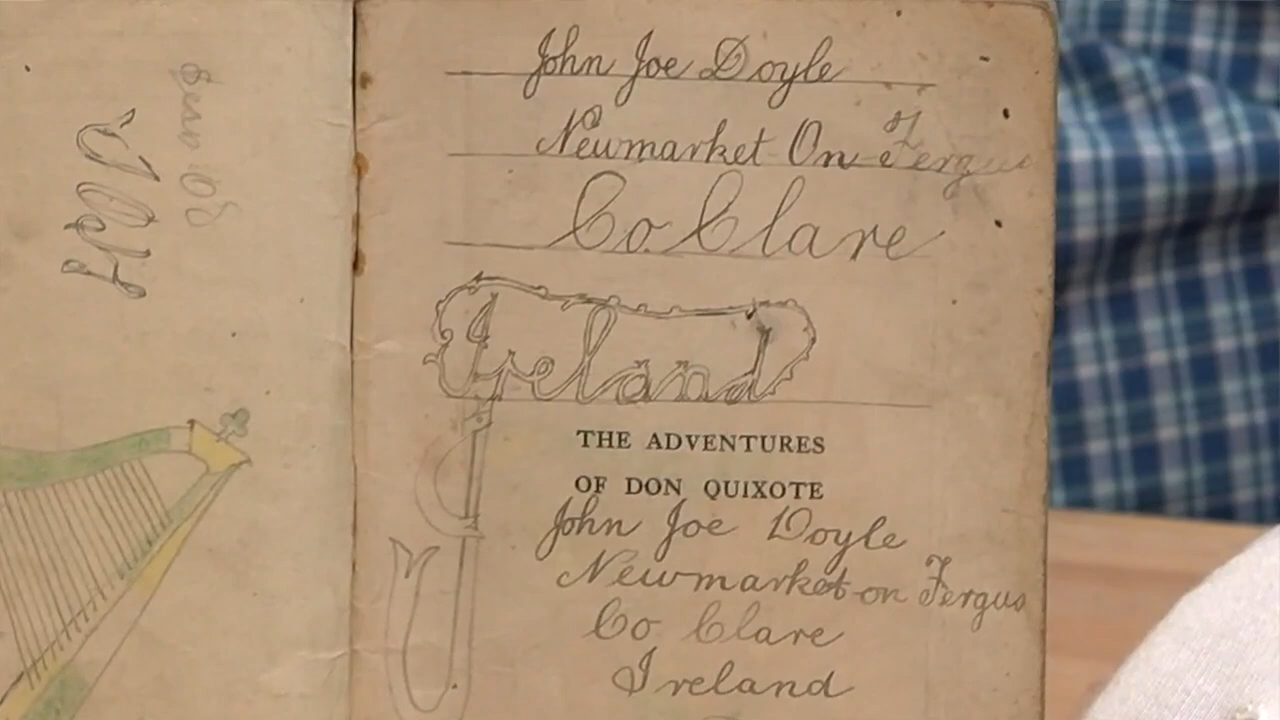 John Joe Doyle
Newmarket On Fergus
Co. Clare
Ireland
THE ADVENTURES
OF DON QUIXOTE
John Joe Doyle
Newmarket on Fergus
Co Clare
Ireland